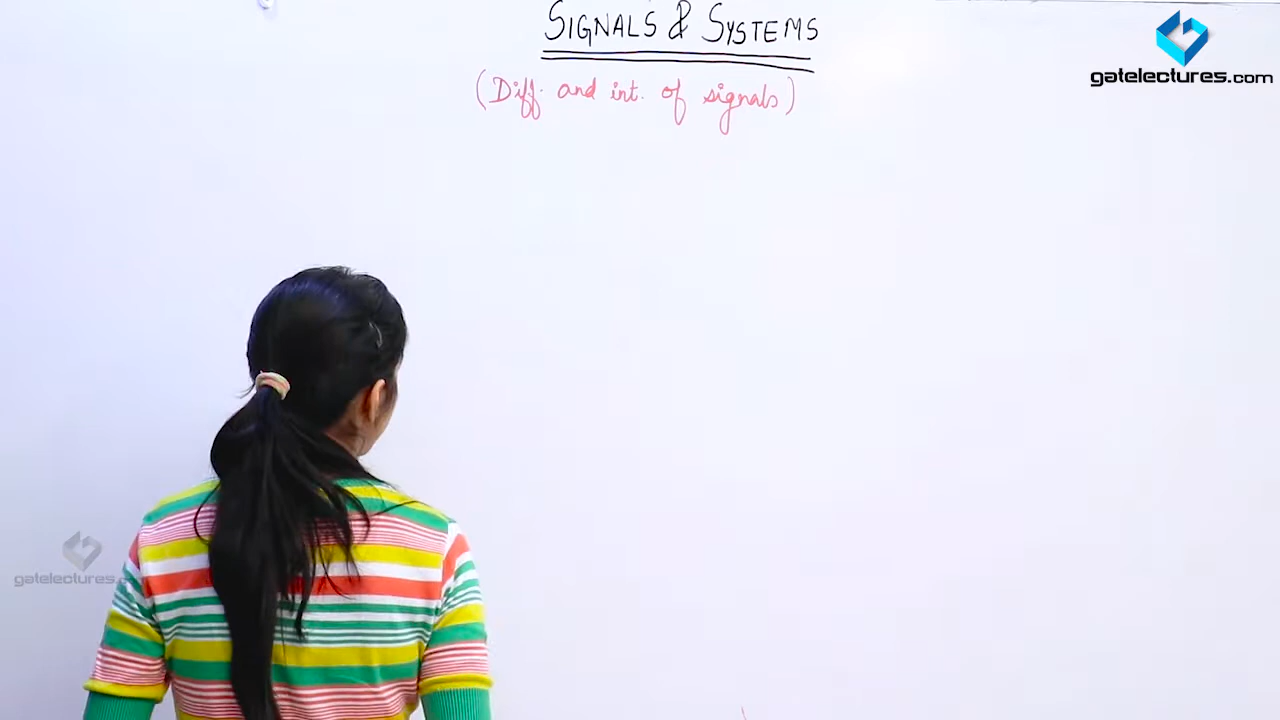 SIGNALS & SYSTEMS
(Diff. and int. of signals)
gatelectures.com
gatelectures.com